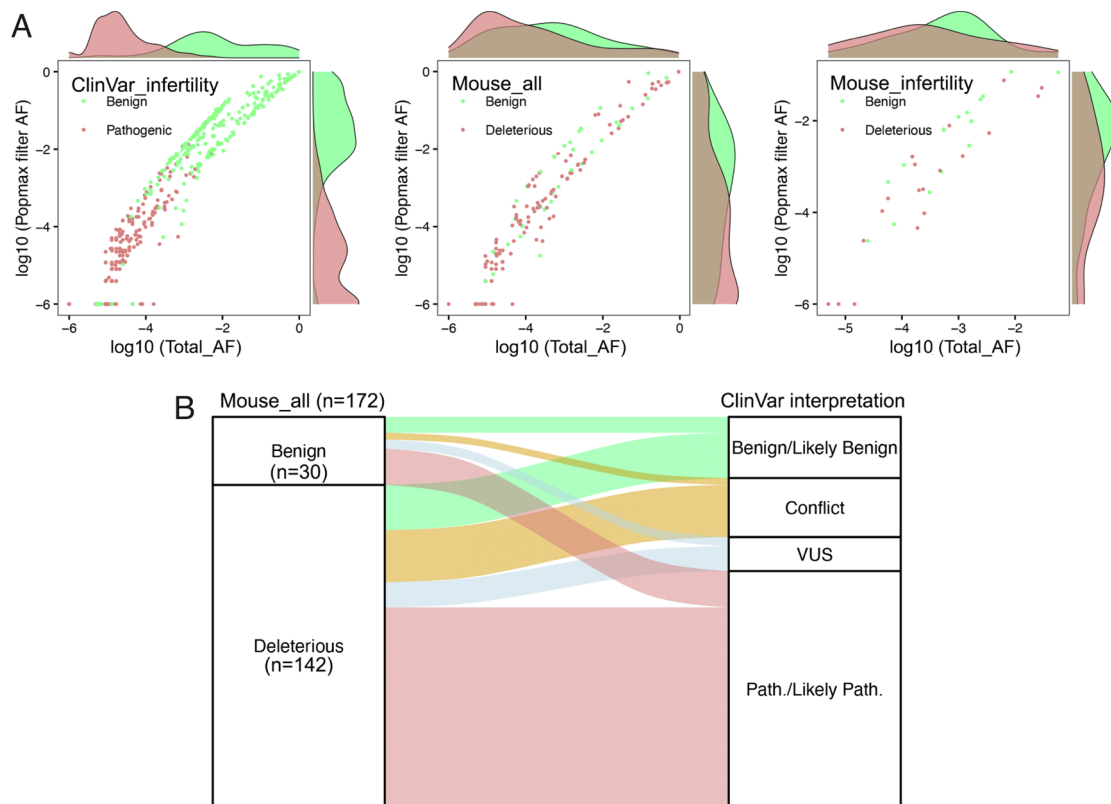 A
ClinVar_infertility
Benign
Pathogenic
log10 (Popmax filter AF)
0
−2
−4
−6
−6
−4
−2
0
log10 (Total_AF)
Mouse_all
Benign
Deleterious
log10 (Popmax filter AF)
0
−2
−4
−6
−6
−4
−2
0
log10 (Total_AF)
Mouse_infertility
Benign
Deleterious
log10 (Popmax filter AF)
−2
−4
−6
−5
−4
−3
−2
log10 (Total_AF)
B
Mouse_all (n=172)
ClinVar interpretation
Benign
(n=30)
Deleterious
(n=142)
Benign/Likely Benign
Conflict
VUS
Path./Likely Path.